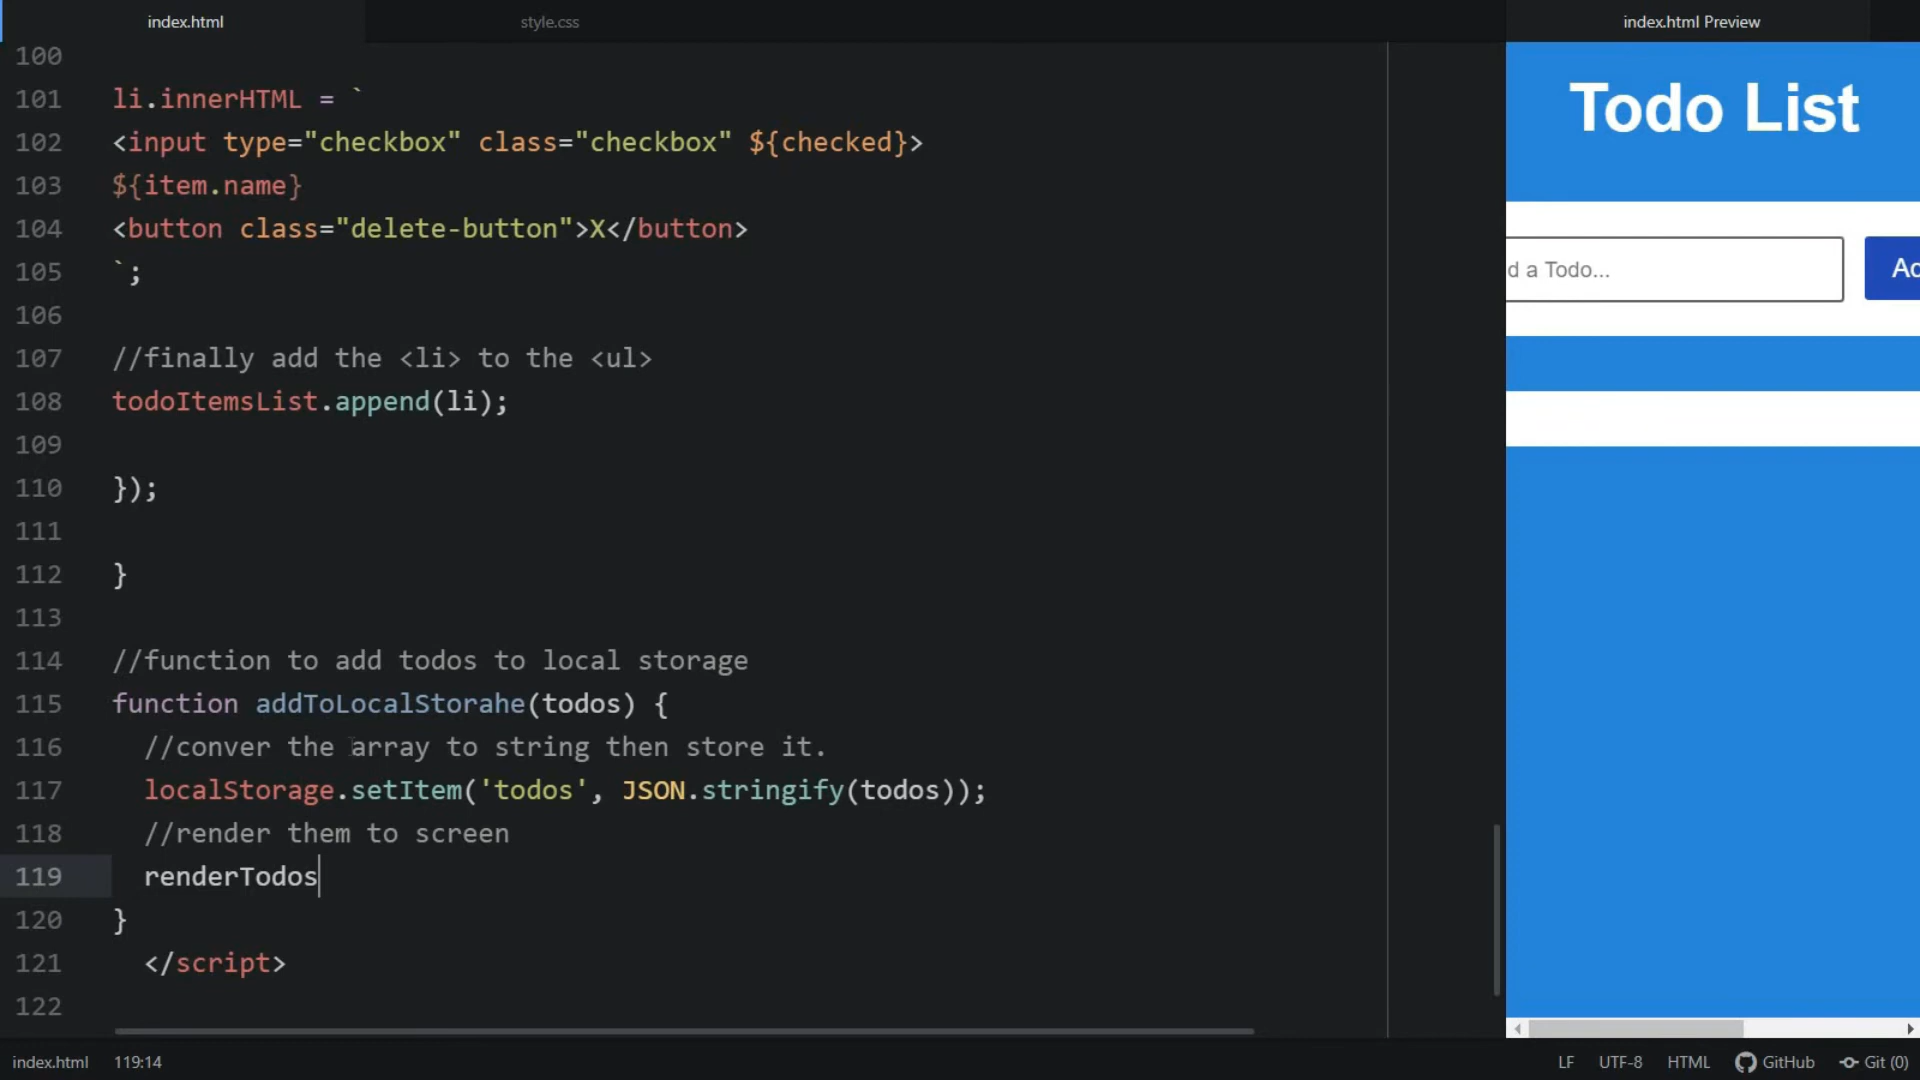 index.html
style.css
index.html Preview
100
101 li.innerHTML = `
102 <input type="checkbox" class="checkbox" ${checked}>
103 ${item.name}
104 <button class="delete-button">X</button>
105 `;
106
107 //finally add the <li> to the <ul>
108 todoItemsList.append(li);
109
110 });
111
112 }
113
114 //function to add todos to local storage
115 function addToLocalStorahe(todos) {
116 //conver the array to string then store it.
117 localStorage.setItem('todos', JSON.stringify(todos));
118 //render them to screen
119 renderTodos
120 }
121 </script>
122
Todo List
d a Todo...
Ad
index.html 119:14
LF UTF-8 HTML GitHub Git (0)